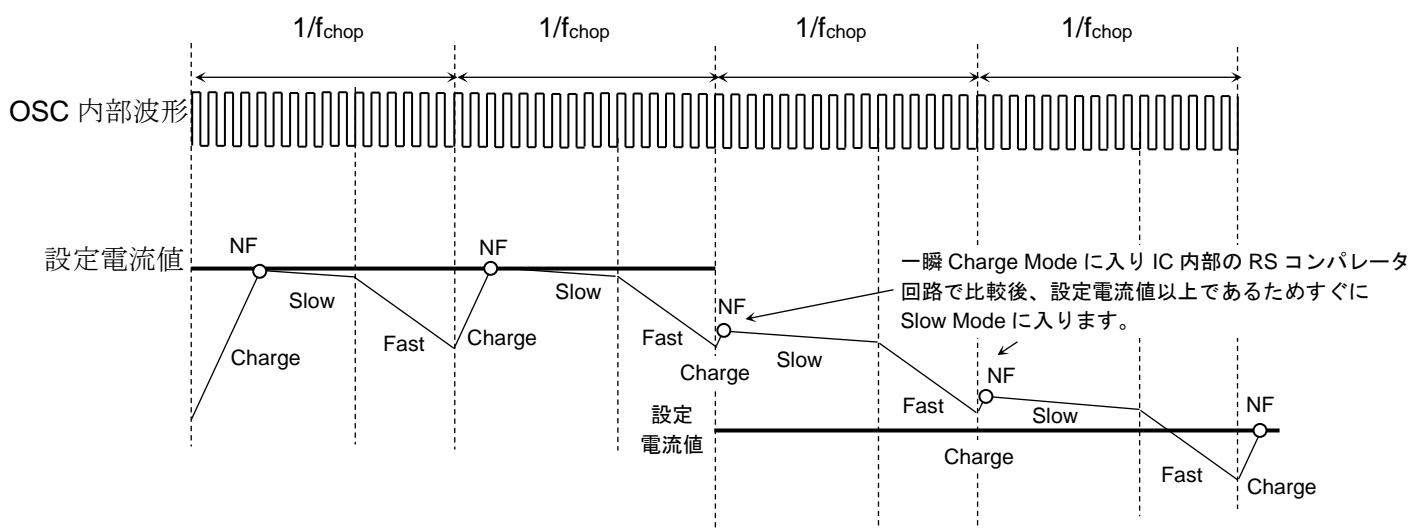 1/fchop
1/fchop
1/fchop
1/fchop
OSC 内部波形
設定電流値
NF
Slow
Charge
Fast
NF
Charge
Slow
Fast
NF
Charge
Slow
Fast
一瞬 Charge Mode に入り IC 内部の RS コンパレータ
回路で比較後、設定電流値以上であるためすぐに
Slow Mode に入ります。
設定
電流値
NF
Charge
Slow
Fast
NF
Charge